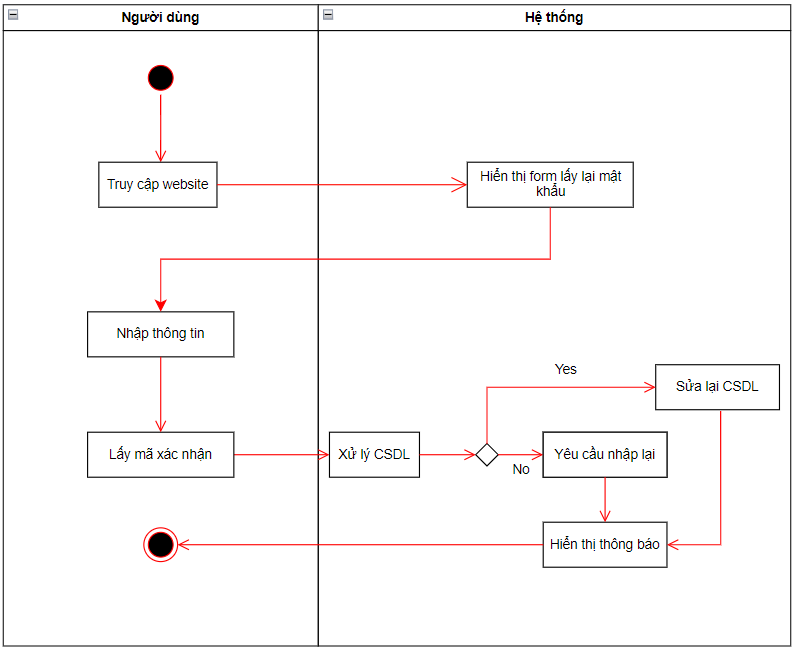 Người dùng
Hệ thống
Truy cập website
Hiển thị form lấy lại mật
khẩu
Nhập thông tin
Yes
Sửa lại CSDL
Lấy mã xác nhận
Xử lý CSDL
Yêu cầu nhập lại
No
Hiển thị thông báo